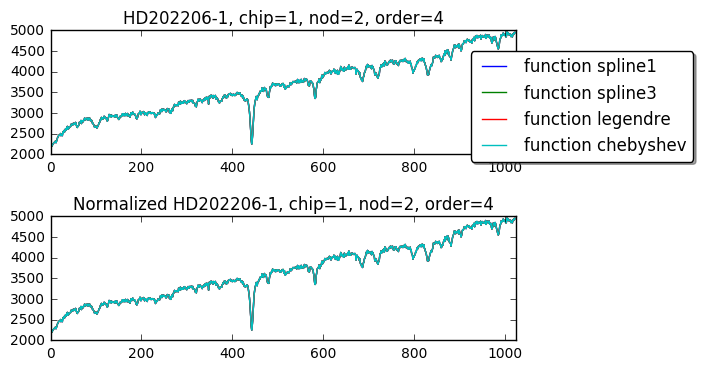 HD202206-1, chip=1, nod=2, order=4
5000
4500
4000
3500
3000
2500
2000
0 200 400 600 800 1000
function spline1
function spline3
function legendre
function chebyshev
Normalized HD202206-1, chip=1, nod=2, order=4
5000
4500
4000
3500
3000
2500
2000
0 200 400 600 800 1000